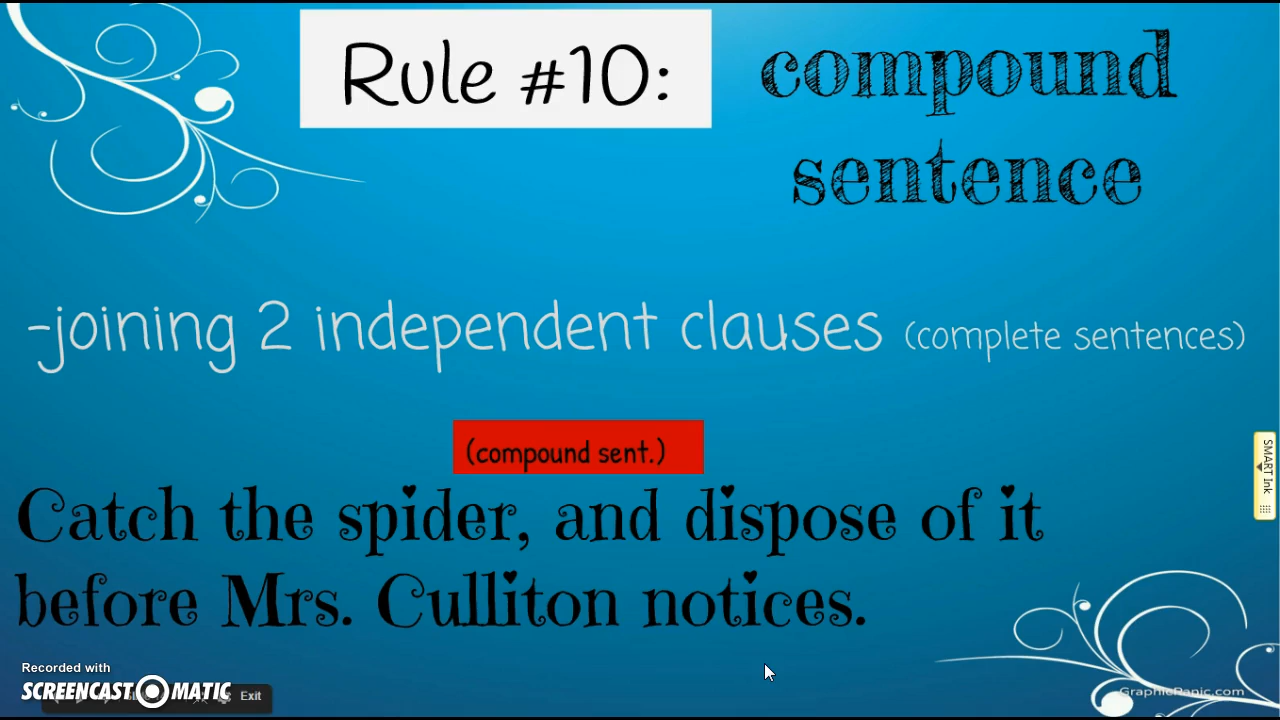 Rule #10:
compound
sentence
-joining 2 independent clauses (complete sentences)
(compound sent.)
Catch the spider, and dispose of it
before Mrs. Culliton notices.
SMART Ink
Recorded with
SCREENCAST-O-MATIC
Exit
GraphicPanic.com